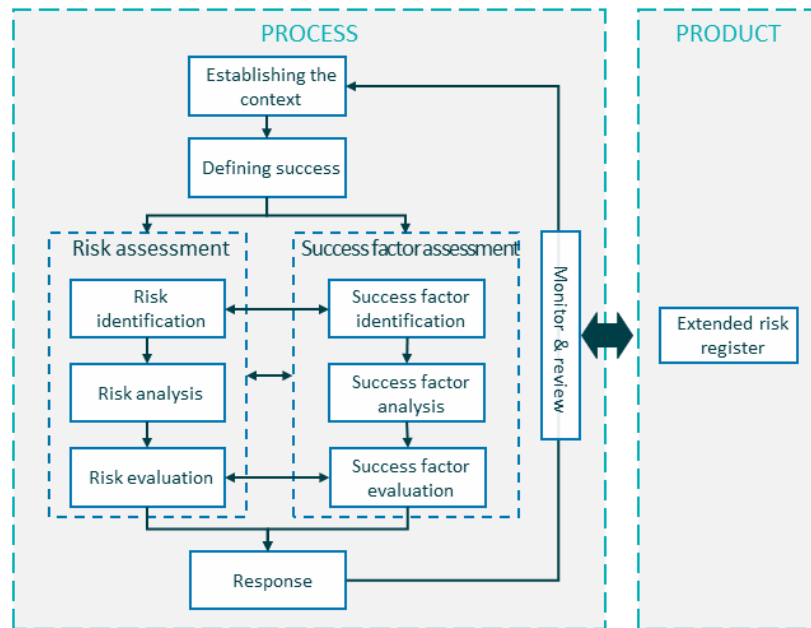 PROCESS
PRODUCT
Establishing the
context
Defining success
Risk assessment
Success factor assessment
Risk
identification
Success factor
identification
Monitor & review
Extended risk
register
Risk analysis
Success factor
analysis
Risk evaluation
Success factor
evaluation
Response